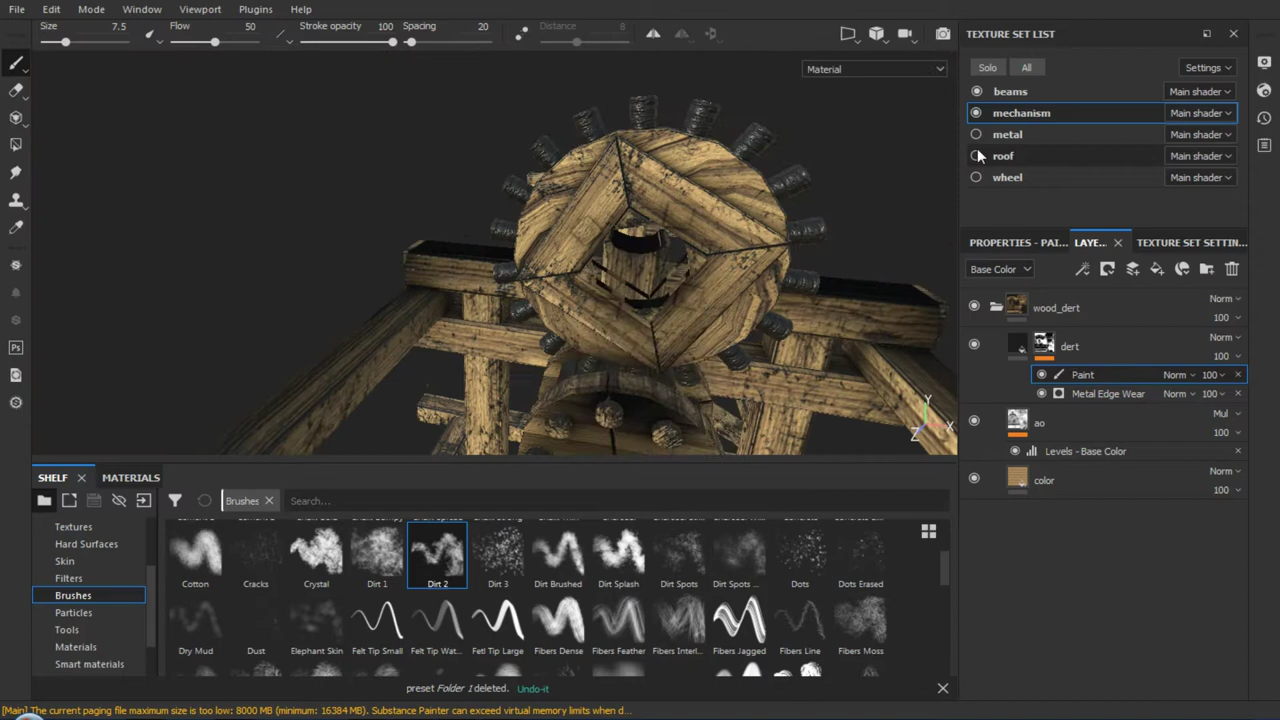 File Edit Mode Window Viewport Plugins Help
Size 7.5 Flow 50 Stroke opacity 100 Spacing 20 Distance 8
Material
TEXTURE SET LIST
Solo All Settings
beams Main shader
mechanism Main shader
metal Main shader
roof Main shader
wheel Main shader
PROPERTIES - PAI... LAYE... TEXTURE SET SETTIN...
Base Color
Norm
wood_dert
100
Norm
dert
100
Paint Norm 100
Metal Edge Wear Norm 100
Mul
ao
100
Levels - Base Color
Norm
color
100
Y
X
Z
SHELF MATERIALS
Ps
Brushes Search...
Textures
Hard Surfaces
Skin
Filters
Brushes
Particles
Tools
Materials
Smart materials
Cotton Cracks Crystal Dirt 1 Dirt 2 Dirt 3 Dirt Brushed Dirt Splash Dirt Spots Dirt Spots ... Dots Dots Erased
Dry Mud Dust Elephant Skin Felt Tip Small Felt Tip Wat... Fetl Tip Large Fibers Dense Fibers Feather Fibers Interl... Fibers Jagged Fibers Line Fibers Moss
preset Folder 1 deleted. Undo-it
[Main] The current paging file maximum size is too low: 8000 MB (minimum: 16384 MB). Substance Painter can exceed virtual memory limits when d...